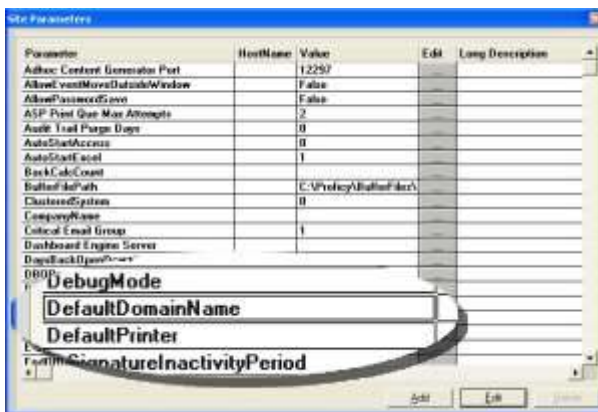 Site Parameters
Parameter HostName Value Edit Long Description
Adhoc Content Generator Port 12297
AllowEventMoveOutsideWindow False
AllowPasswordSave False
ASP Print Que Max Attempts 2
Audit Trail Purge Days 0
AutoStartAccess 0
AutoStartExcel 1
BackCalcCount
BufferFilePath C:\Proficy\BufferFiles\
ClusteredSystem 0
CompanyName
Critical Email Group 1
Dashboard Engine Server
DebugMode
DefaultDomainName
DefaultPrinter
SignatureInactivityPeriod
Add Edit